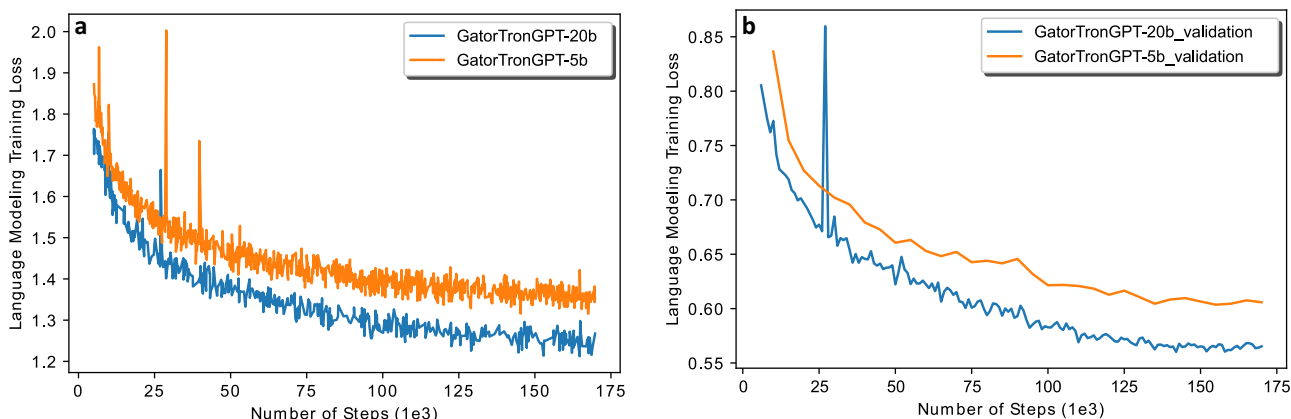 a
GatorTronGPT-20b
GatorTronGPT-5b
Language Modeling Training Loss
2.0
1.9
1.8
1.7
1.6
1.5
1.4
1.3
1.2
0 25 50 75 100 125 150 175
Number of Steps (1e3)
b
GatorTronGPT-20b_validation
GatorTronGPT-5b_validation
Language Modeling Training Loss
0.85
0.80
0.75
0.70
0.65
0.60
0.55
0 25 50 75 100 125 150 175
Number of Steps (1e3)